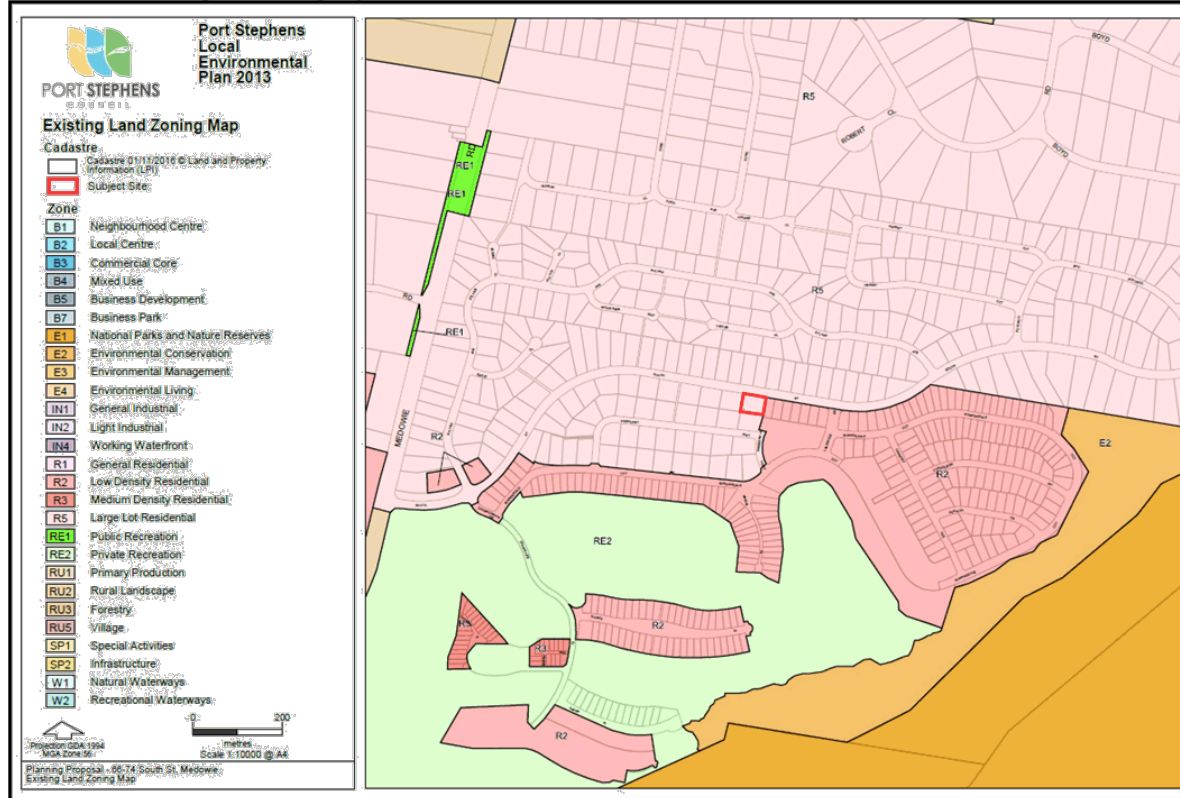 Port Stephens
Local
Environmental
Plan 2013
PORT STEPHENS
COUNCIL
Existing Land Zoning Map
Cadastre
Cadastre 01/11/2016 © Land and Property
Information (LPI)
Subject Site
Zone
B1 Neighbourhood Centre
B2 Local Centre
B3 Commercial Core
B4 Mixed Use
B5 Business Development
B7 Business Park
E1 National Parks and Nature Reserves
E2 Environmental Conservation
E3 Environmental Management
E4 Environmental Living
IN1 General Industrial
IN2 Light Industrial
IN4 Working Waterfront
R1 General Residential
R2 Low Density Residential
R3 Medium Density Residential
R5 Large Lot Residential
RE1 Public Recreation
RE2 Private Recreation
RU1 Primary Production
RU2 Rural Landscape
RU3 Forestry
RU5 Village
SP1 Special Activities
SP2 Infrastructure
W1 Natural Waterways
W2 Recreational Waterways
Projection GDA 1994
MGA Zone 56
0 200
metres
Scale 1:10000 @ A4
Planning Proposal - 66-74 South St, Medowie
Existing Land Zoning Map
BOYD
RD
BOYD
R5
ROBERT CL
RD
RE1
RE1
R5
RD
RE1
MEDOWIE
R2
E2
R2
RE2
R3
R2
R3
R2